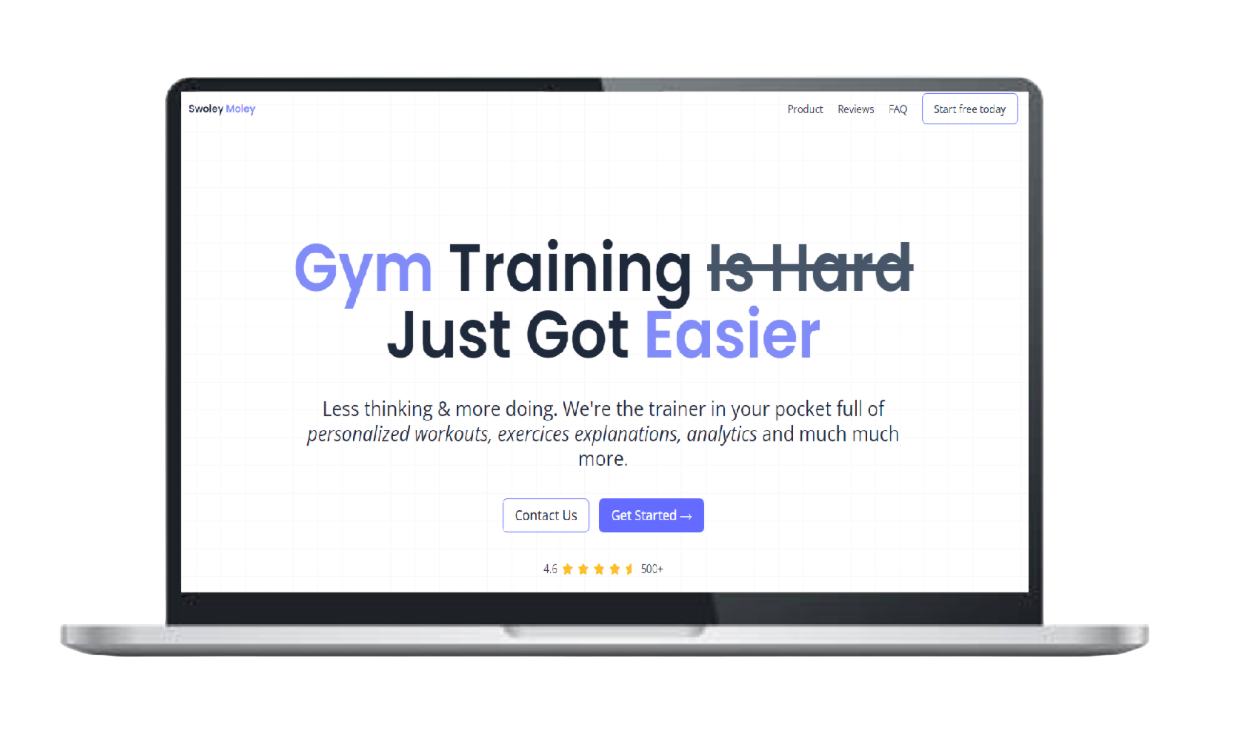 Swoley Moley
Product Reviews FAQ Start free today
Gym Training Is Hard
Just Got Easier
Less thinking & more doing. We're the trainer in your pocket full of
personalized workouts, exercices explanations, analytics and much much
more.
Contact Us Get Started →
4.6 500+